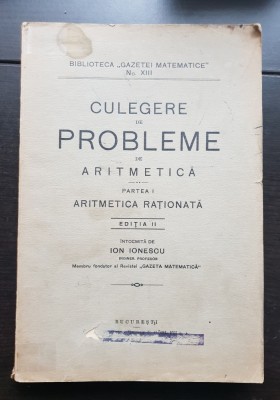 BIBLIOTECA „GAZETEI MATEMATICE"
No. XIII
CULEGERE
DE
PROBLEME
DE
ARITMETICĂ
PARTEA I
ARITMETICA RAȚIONATĂ
EDIȚIA II
ÎNTOCMITĂ DE
ION IONESCU
Membru fondator al Revistei „GAZETA MATEMATICĂ"
BUCUREȘTI